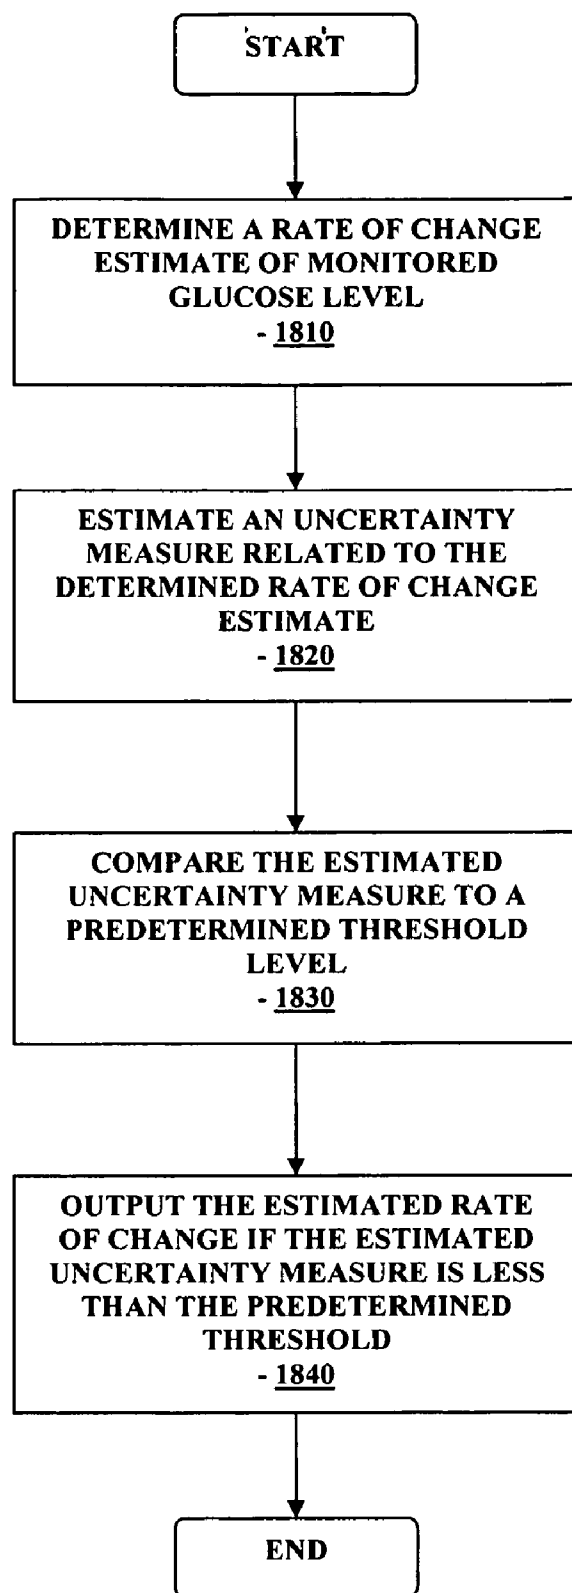 START
DETERMINE A RATE OF CHANGE
ESTIMATE OF MONITORED
GLUCOSE LEVEL
- 1810
ESTIMATE AN UNCERTAINTY
MEASURE RELATED TO THE
DETERMINED RATE OF CHANGE
ESTIMATE
- 1820
COMPARE THE ESTIMATED
UNCERTAINTY MEASURE TO A
PREDETERMINED THRESHOLD
LEVEL
- 1830
OUTPUT THE ESTIMATED RATE
OF CHANGE IF THE ESTIMATED
UNCERTAINTY MEASURE IS LESS
THAN THE PREDETERMINED
THRESHOLD
- 1840
END